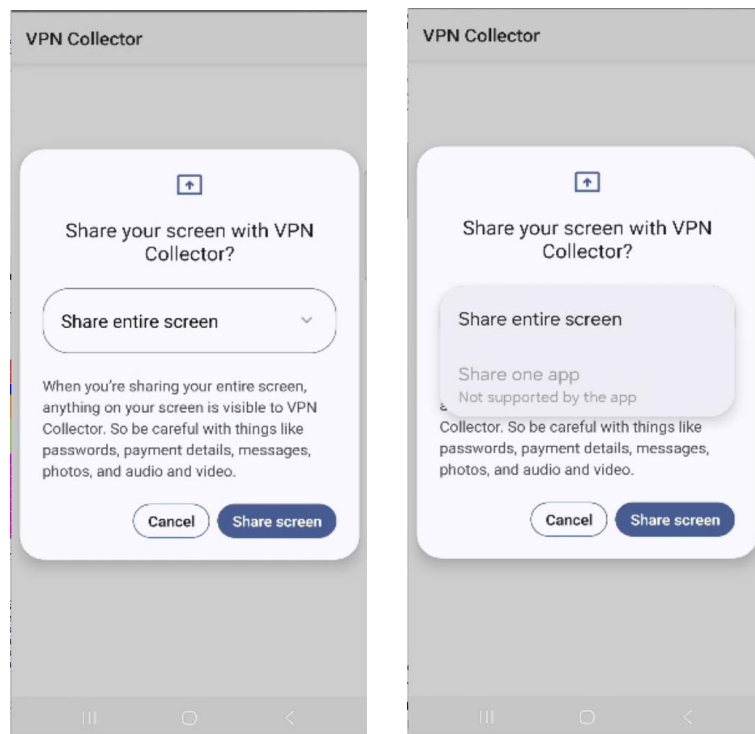 VPN Collector
Share your screen with VPN
Collector?
Share entire screen
When you're sharing your entire screen,
anything on your screen is visible to VPN
Collector. So be careful with things like
passwords, payment details, messages,
photos, and audio and video.
Cancel
Share screen
VPN Collector
Share your screen with VPN
Collector?
Share entire screen
Share one app
Not supported by the app
Collector. So be careful with things like
passwords, payment details, messages,
photos, and audio and video.
Cancel
Share screen